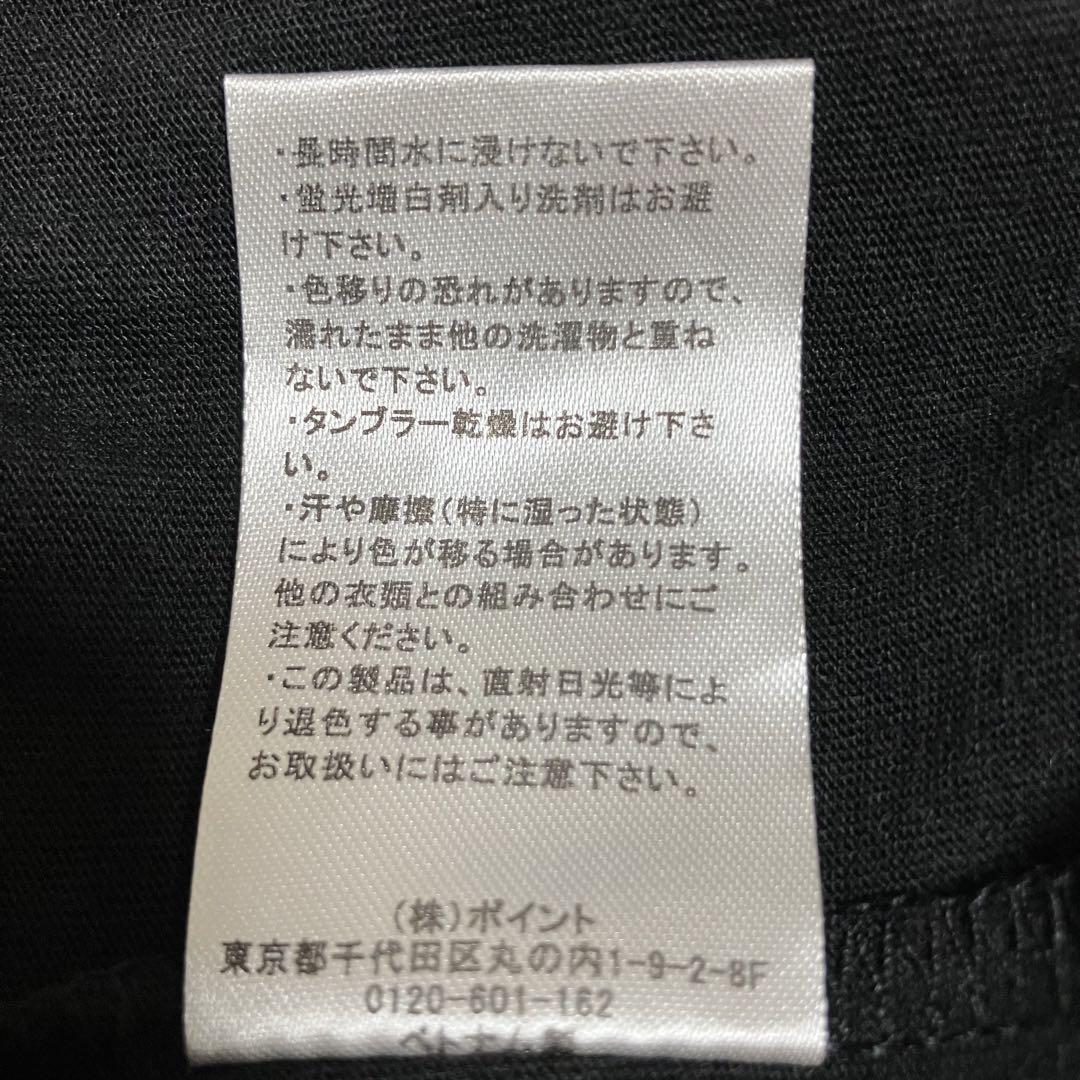 ・長時間水に浸けないで下さい。
・蛍光増白剤入り洗剤はお避
け下さい。
・色移りの恐れがありますので、
濡れたまま他の洗濯物と重ね
ないで下さい。
・タンブラー乾燥はお避け下さ
い。
・汗や摩擦(特に湿った状態)
により色が移る場合があります。
他の衣類との組み合わせにご
注意ください。
・この製品は、直射日光等によ
り退色する事がありますので、
お取扱いにはご注意下さい。
(株)ポイント
東京都千代田区丸の内1-9-2-8F
0120-601-162
ベトナム製